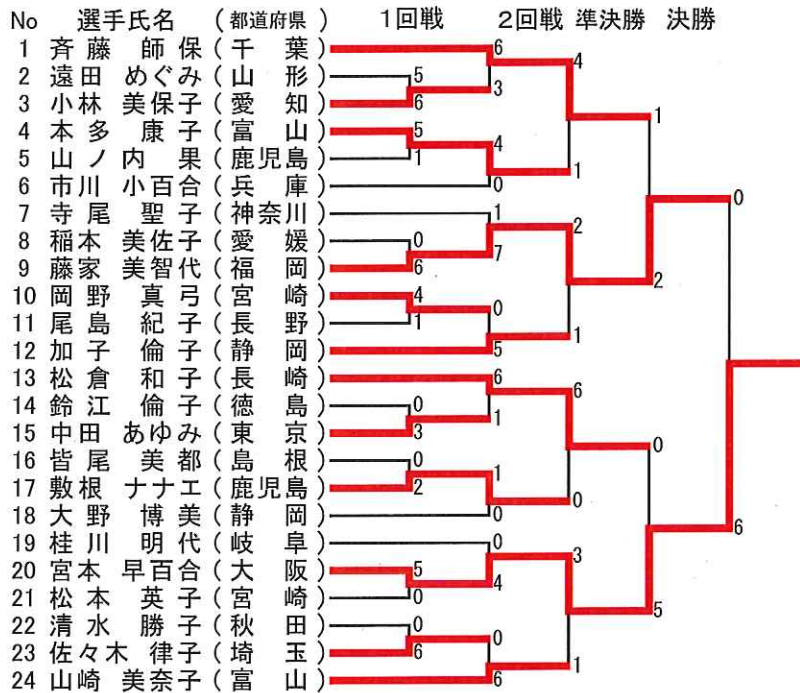 No 選手氏名 (都道府県) 1回戦 2回戦 準決勝 決勝
1 斉藤 師保 (千葉) 6
4
2 遠田 めぐみ (山形) 5
3
3 小林 美保子 (愛知) 6
1
4 本多 康子 (富山) 5
4
5 山ノ内 果 (鹿児島) 1
1
6 市川 小百合 (兵庫) 0
0
7 寺尾 聖子 (神奈川) 1
2
8 稲本 美佐子 (愛媛) 0
7
9 藤家 美智代 (福岡) 6
2
10 岡野 真弓 (宮崎) 4
0
11 尾島 紀子 (長野) 1
1
12 加子 倫子 (静岡) 5
13 松倉 和子 (長崎) 6
6
14 鈴江 倫子 (徳島) 0
1
15 中田 あゆみ (東京) 3
0
16 皆尾 美都 (島根) 0
1
17 敷根 ナナエ (鹿児島) 2
0
18 大野 博美 (静岡) 0
6
19 桂川 明代 (岐阜) 0
3
20 宮本 早百合 (大阪) 5
4
21 松本 英子 (宮崎) 0
5
22 清水 勝子 (秋田) 0
0
23 佐々木 律子 (埼玉) 6
1
24 山崎 美奈子 (富山) 6